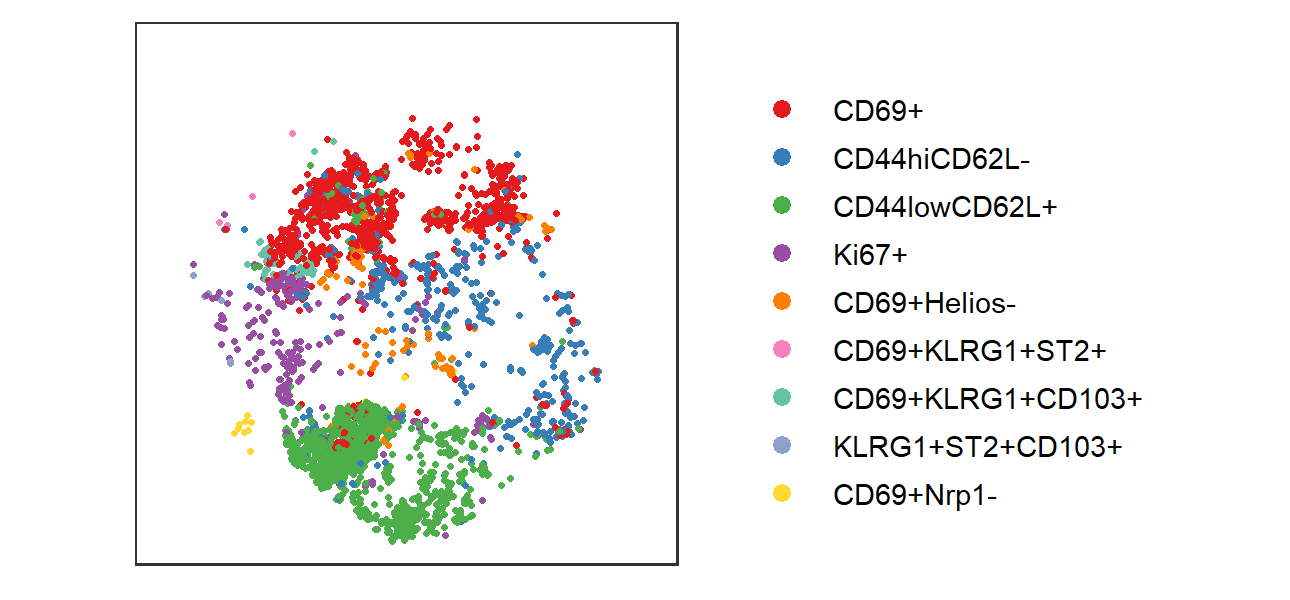 CD69+
CD44hiCD62L-
CD44lowCD62L+
Ki67+
CD69+Helios-
CD69+KLRG1+ST2+
CD69+KLRG1+CD103+
KLRG1+ST2+CD103+
CD69+Nrp1-